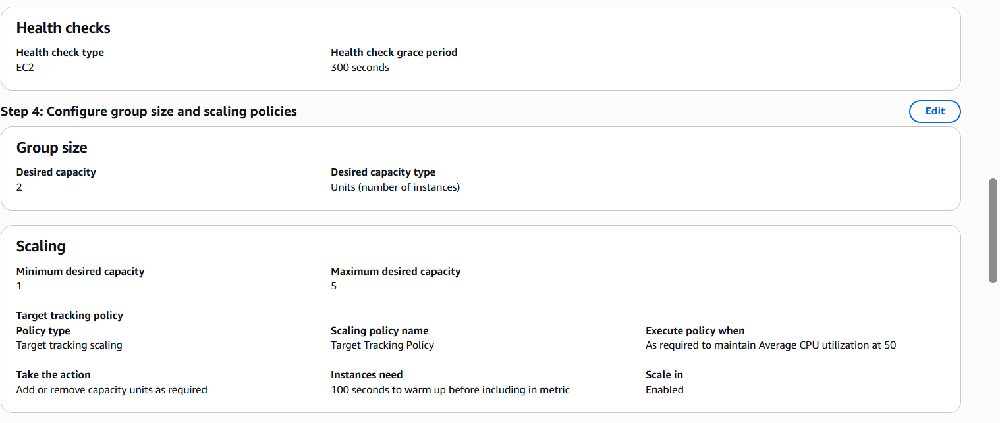 Health checks
Health check type
EC2
Health check grace period
300 seconds
Step 4: Configure group size and scaling policies
Edit
Group size
Desired capacity
2
Desired capacity type
Units (number of instances)
Scaling
Minimum desired capacity
1
Maximum desired capacity
5
Target tracking policy
Policy type
Target tracking scaling
Scaling policy name
Target Tracking Policy
Execute policy when
As required to maintain Average CPU utilization at 50
Take the action
Add or remove capacity units as required
Instances need
100 seconds to warm up before including in metric
Scale in
Enabled